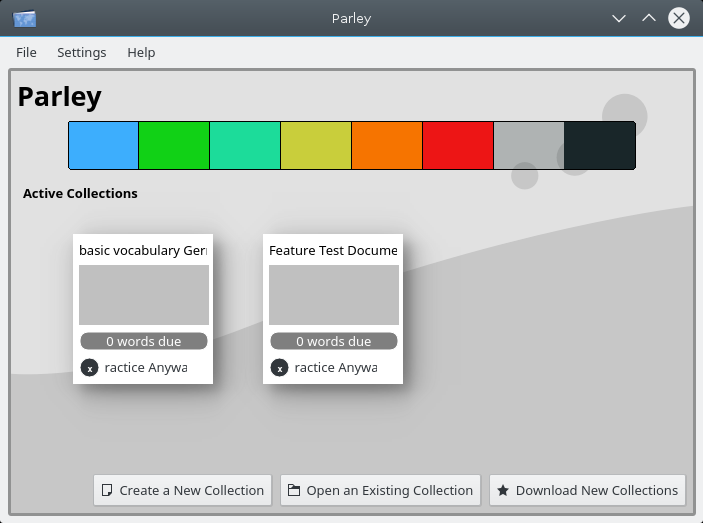 Parley
File Settings Help
Parley
Active Collections
basic vocabulary Ger
Feature Test Docume
0 words due
0 words due
x ractice Anywa
x ractice Anywa
Create a New Collection
Open an Existing Collection
Download New Collections